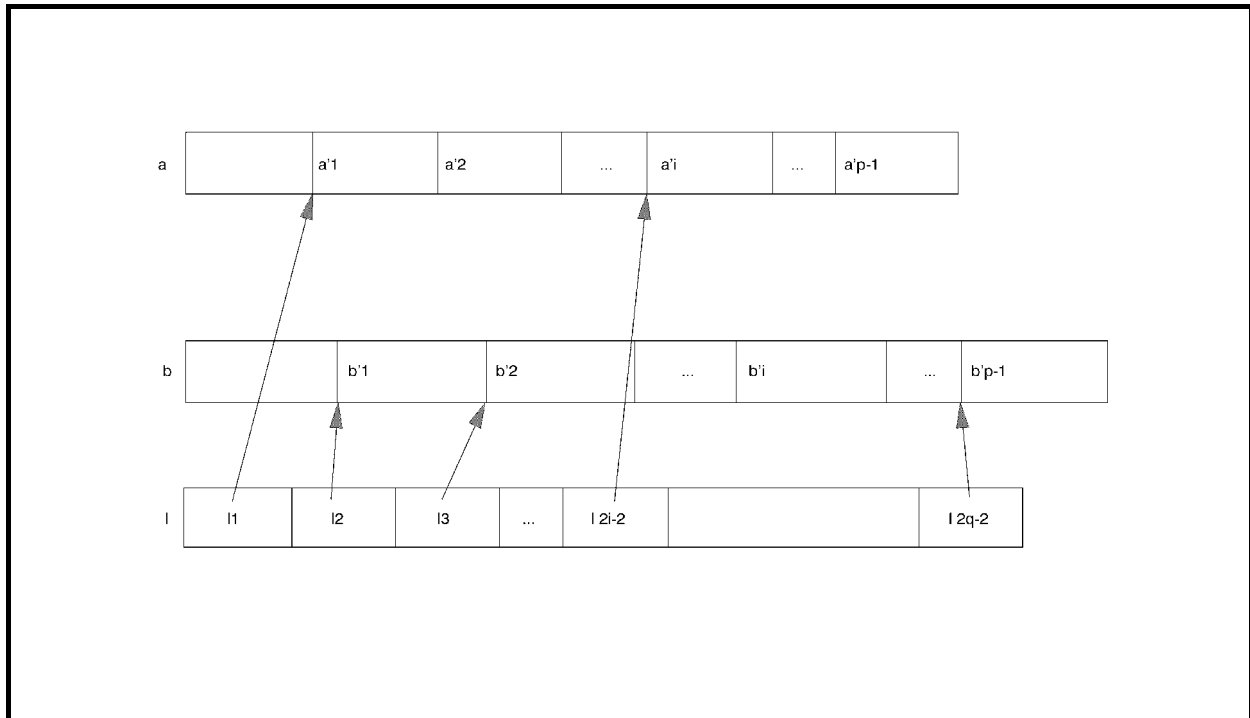 a a'1 a'2 ... a'i ... a'p-1
b b'1 b'2 ... b'i ... b'p-1
l l1 l2 l3 ... l 2i-2 l 2q-2